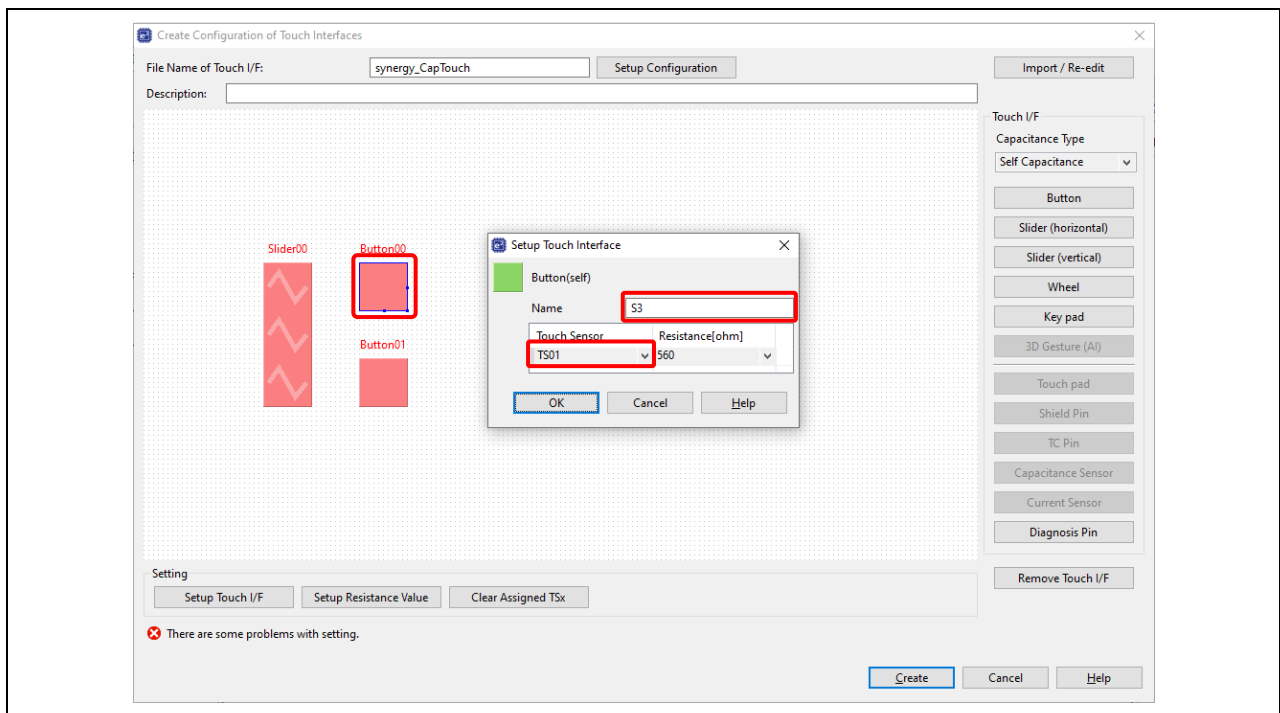 Create Configuration of Touch Interfaces
File Name of Touch I/F: synergy_CapTouch Setup Configuration Import / Re-edit
Description:
Touch I/F
Capacitance Type
Self Capacitance
Button
Slider (horizontal)
Slider (vertical)
Wheel
Key pad
3D Gesture (AI)
Touch pad
Shield Pin
TC Pin
Capacitance Sensor
Current Sensor
Diagnosis Pin
Remove Touch I/F
Slider00 Button00
Button01
Setup Touch Interface
Button(self)
Name S3
Touch Sensor Resistance[ohm]
TS01 560
OK Cancel Help
Setting
Setup Touch I/F Setup Resistance Value Clear Assigned TSx
There are some problems with setting.
Create Cancel Help